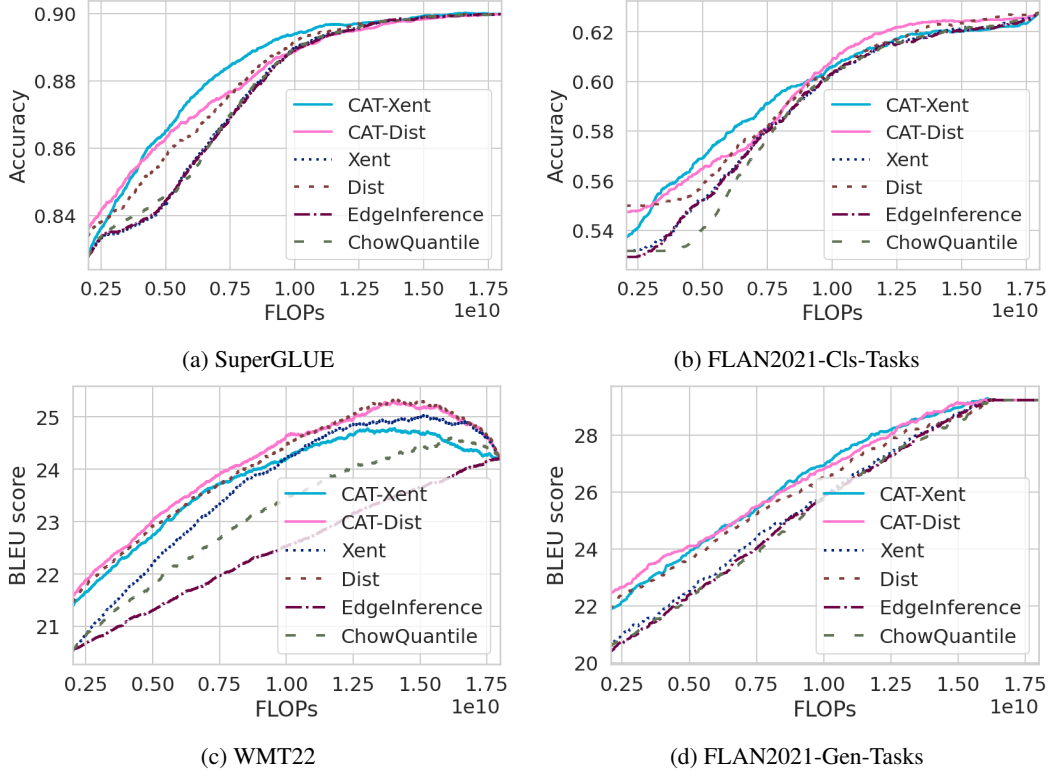 0.90
0.88
0.86
0.84
Accuracy
CAT-Xent
CAT-Dist
Xent
Dist
EdgeInference
ChowQuantile
0.25 0.50 0.75 1.00 1.25 1.50 1.75
FLOPs
1e10
(a) SuperGLUE
0.62
0.60
0.58
0.56
0.54
Accuracy
CAT-Xent
CAT-Dist
Xent
Dist
EdgeInference
ChowQuantile
0.25 0.50 0.75 1.00 1.25 1.50 1.75
FLOPs
1e10
(b) FLAN2021-Cls-Tasks
25
24
23
22
21
BLEU score
CAT-Xent
CAT-Dist
Xent
Dist
EdgeInference
ChowQuantile
0.25 0.50 0.75 1.00 1.25 1.50 1.75
FLOPs
1e10
(c) WMT22
28
26
24
22
20
BLEU score
CAT-Xent
CAT-Dist
Xent
Dist
EdgeInference
ChowQuantile
0.25 0.50 0.75 1.00 1.25 1.50 1.75
FLOPs
1e10
(d) FLAN2021-Gen-Tasks